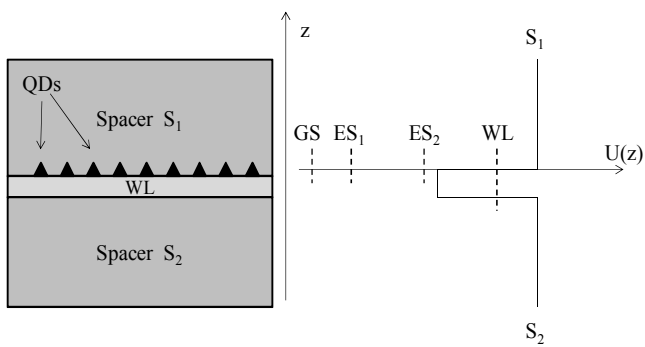 z
S₁
QDs
Spacer S₁
GS ES₁ ES₂ WL
U(z)
WL
Spacer S₂
S₂